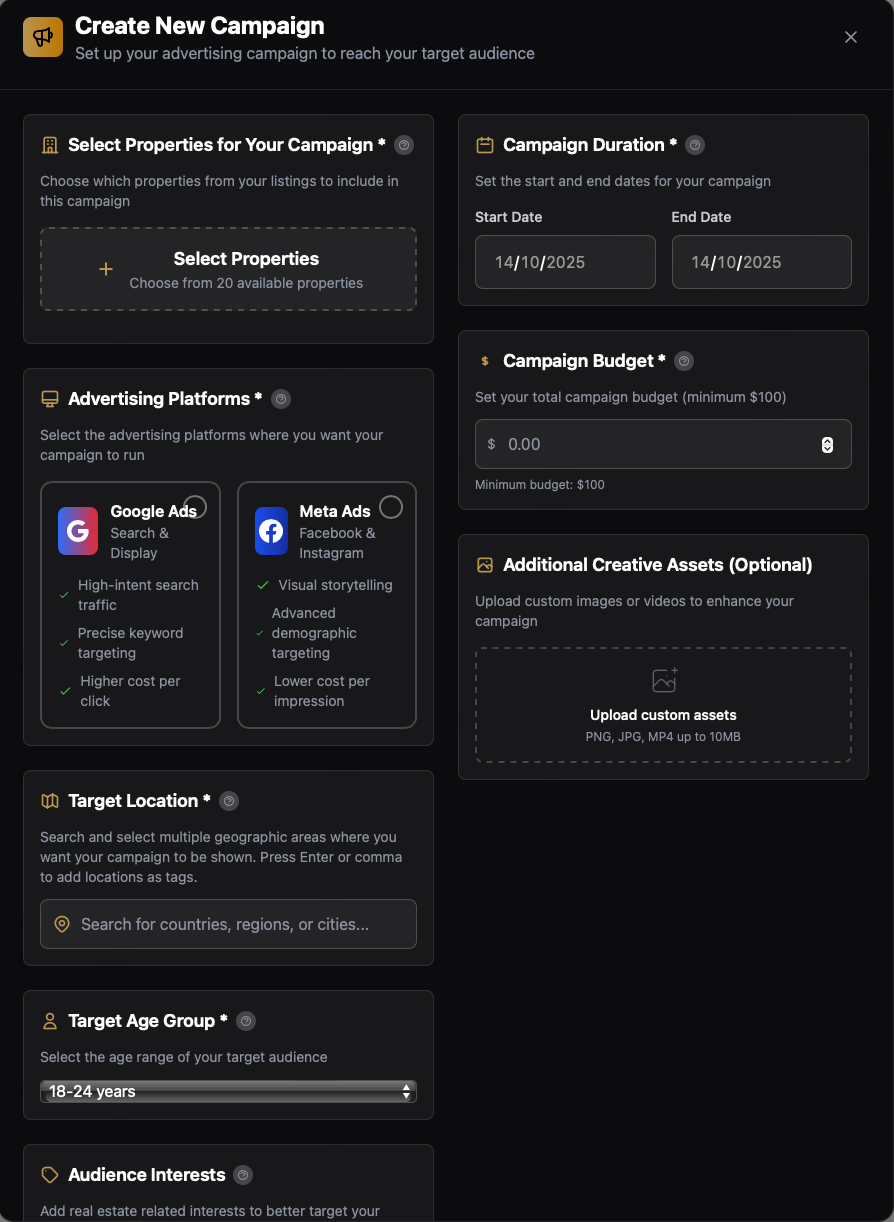 Create New Campaign
Set up your advertising campaign to reach your target audience
Select Properties for Your Campaign *
Choose which properties from your listings to include in
this campaign
Select Properties
Choose from 20 available properties
Advertising Platforms *
Select the advertising platforms where you want your
campaign to run
Google Ads
Search &
Display
High-intent search
traffic
Precise keyword
targeting
Higher cost per
click
Meta Ads
Facebook &
Instagram
Visual storytelling
Advanced
demographic
targeting
Lower cost per
impression
Target Location *
Search and select multiple geographic areas where you
want your campaign to be shown. Press Enter or comma
to add locations as tags.
Search for countries, regions, or cities...
Target Age Group *
Select the age range of your target audience
18-24 years
Audience Interests
Add real estate related interests to better target your
Campaign Duration *
Set the start and end dates for your campaign
Start Date
End Date
14/10/2025
14/10/2025
$ Campaign Budget *
Set your total campaign budget (minimum $100)
$ 0.00
Minimum budget: $100
Additional Creative Assets (Optional)
Upload custom images or videos to enhance your
campaign
Upload custom assets
PNG, JPG, MP4 up to 10MB